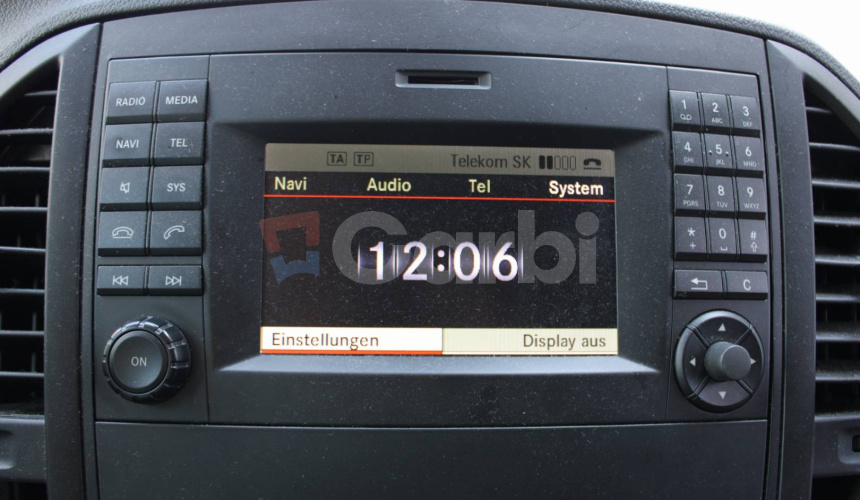 RADIO MEDIA
NAVI TEL
SYS
ON
TA TP Telekom SK
Navi Audio Tel System
12:06
Garbi
Einstellungen Display aus
1 2 ABC 3 DEF
4 GHI 5 JKL 6 MNO
7 PQRS 8 TUV 9 WXYZ
* + 0 #
C